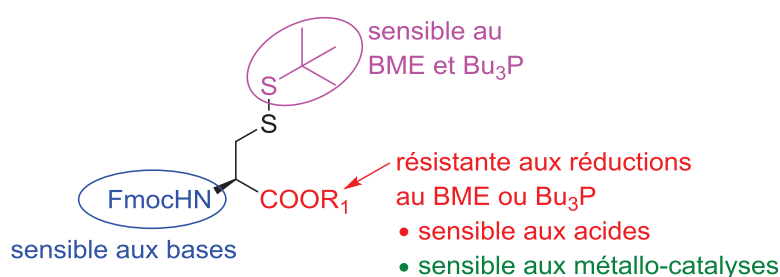 sensible au
BME et Bu₃P
S
S
FmocHN
COOR₁
sensible aux bases
résistante aux réductions
au BME ou Bu₃P
• sensible aux acides
• sensible aux métallo-catalyses